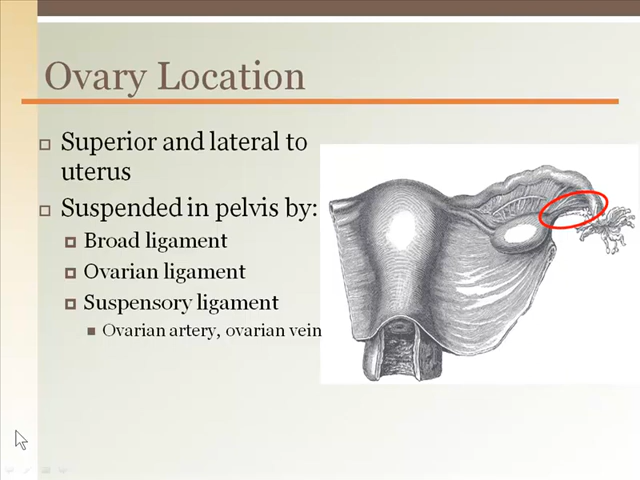 Ovary Location
Superior and lateral to
uterus
Suspended in pelvis by:
Broad ligament
Ovarian ligament
Suspensory ligament
Ovarian artery, ovarian vein